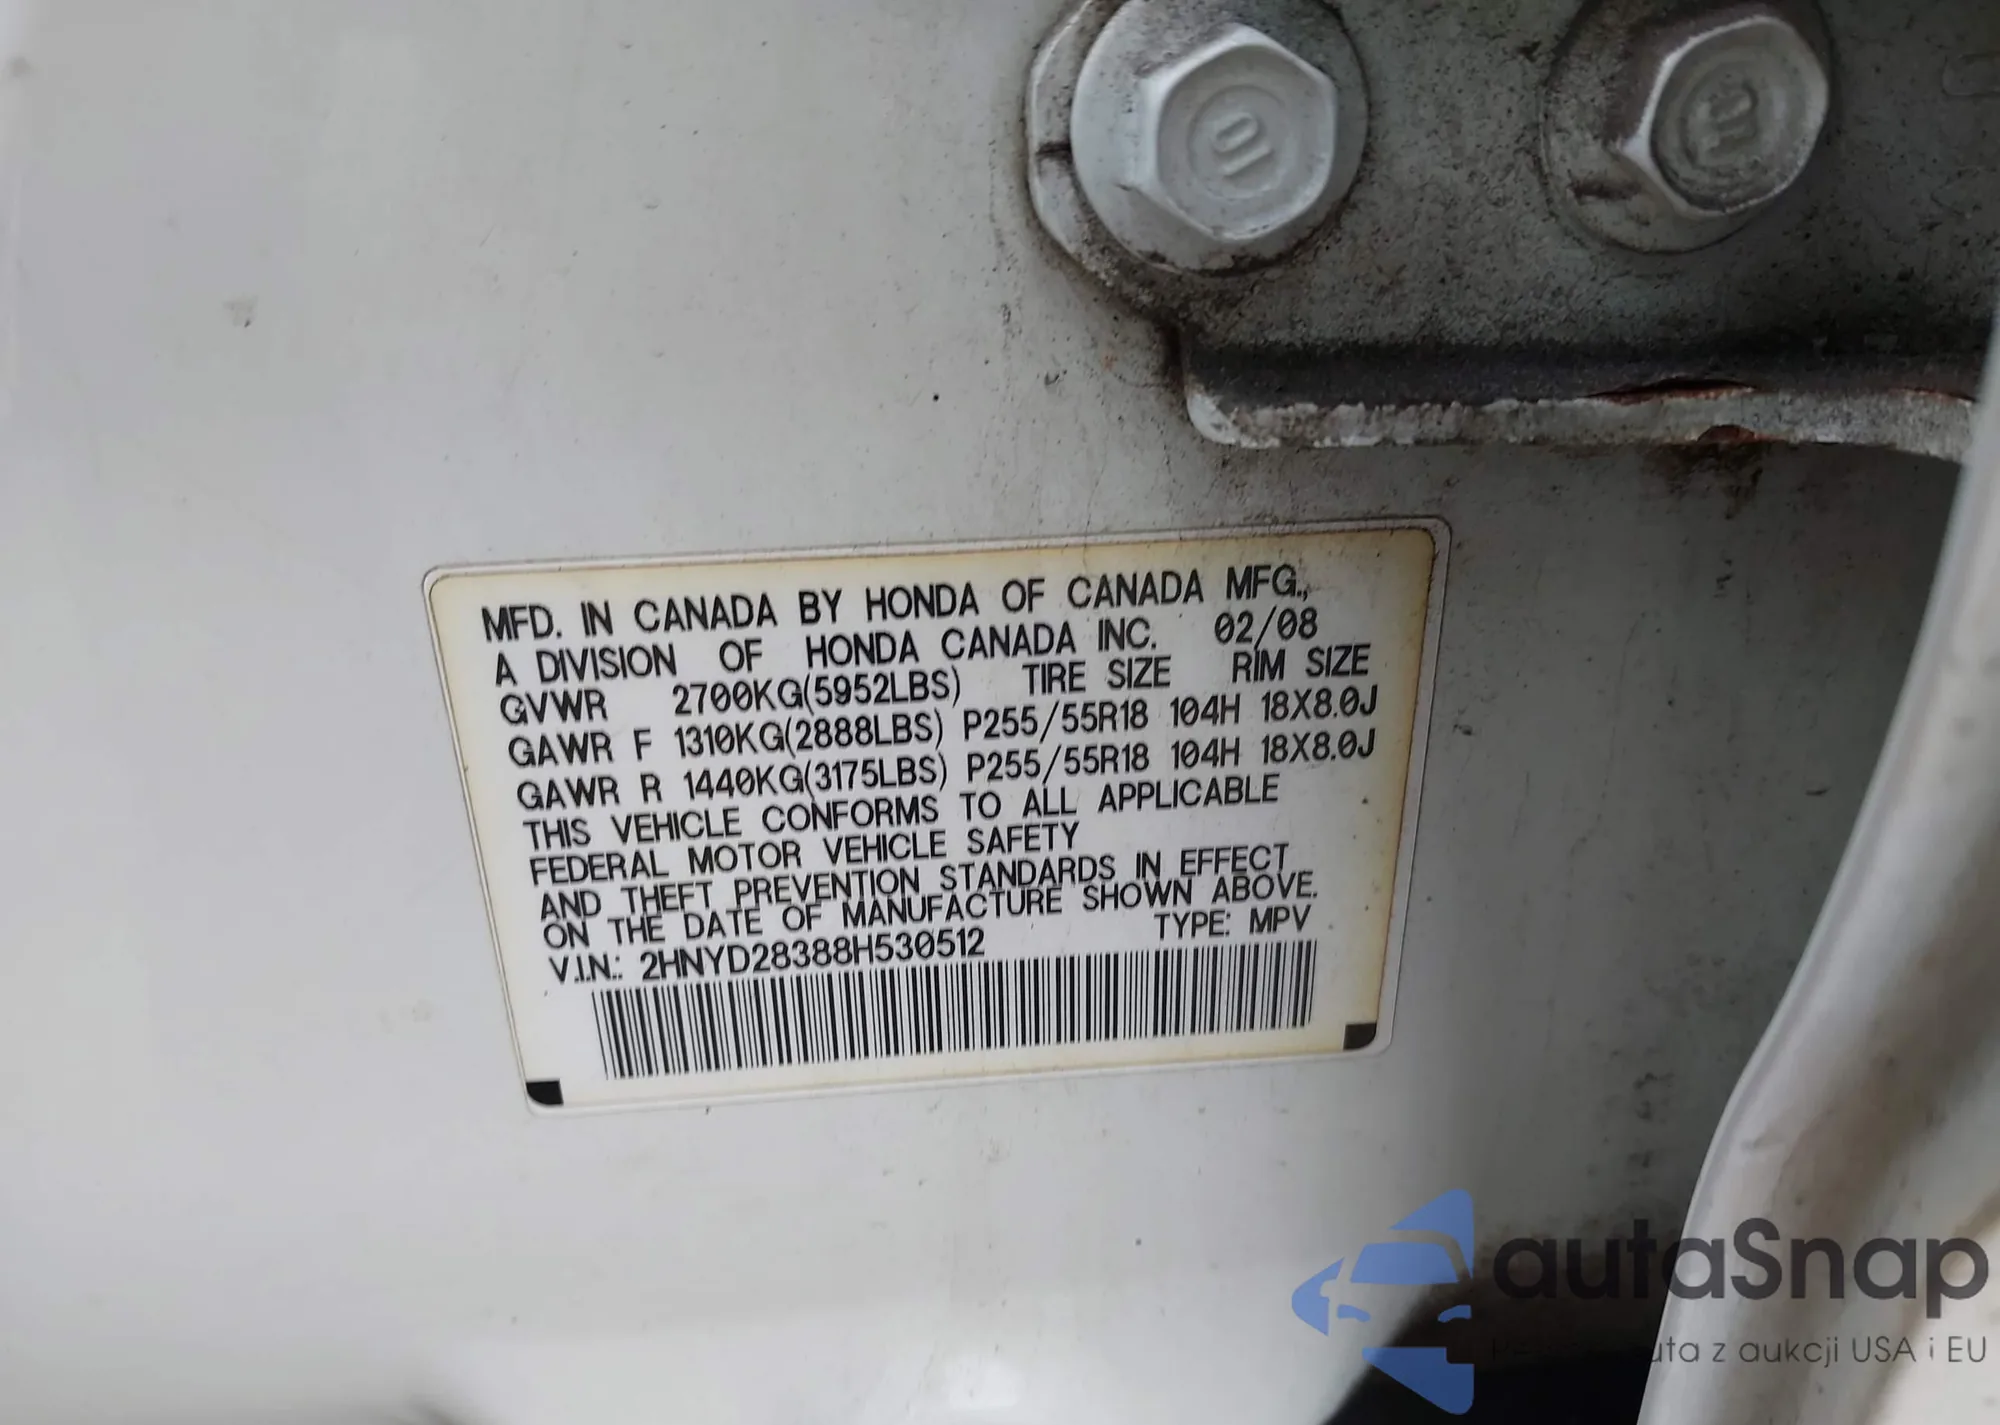 MFD. IN CANADA BY HONDA OF CANADA MFG.,
A DIVISION OF HONDA CANADA INC. 02/08
GVWR 2700KG(5952LBS) TIRE SIZE RIM SIZE
GAWR F 1310KG(2888LBS) P255/55R18 104H 18X8.0J
GAWR R 1440KG(3175LBS) P255/55R18 104H 18X8.0J
THIS VEHICLE CONFORMS TO ALL APPLICABLE
FEDERAL MOTOR VEHICLE SAFETY
AND THEFT PREVENTION STANDARDS IN EFFECT
ON THE DATE OF MANUFACTURE SHOWN ABOVE.
V.I.N.: 2HNYD28388H530512 TYPE: MPV
autaSnap
z aukcji USA i EU